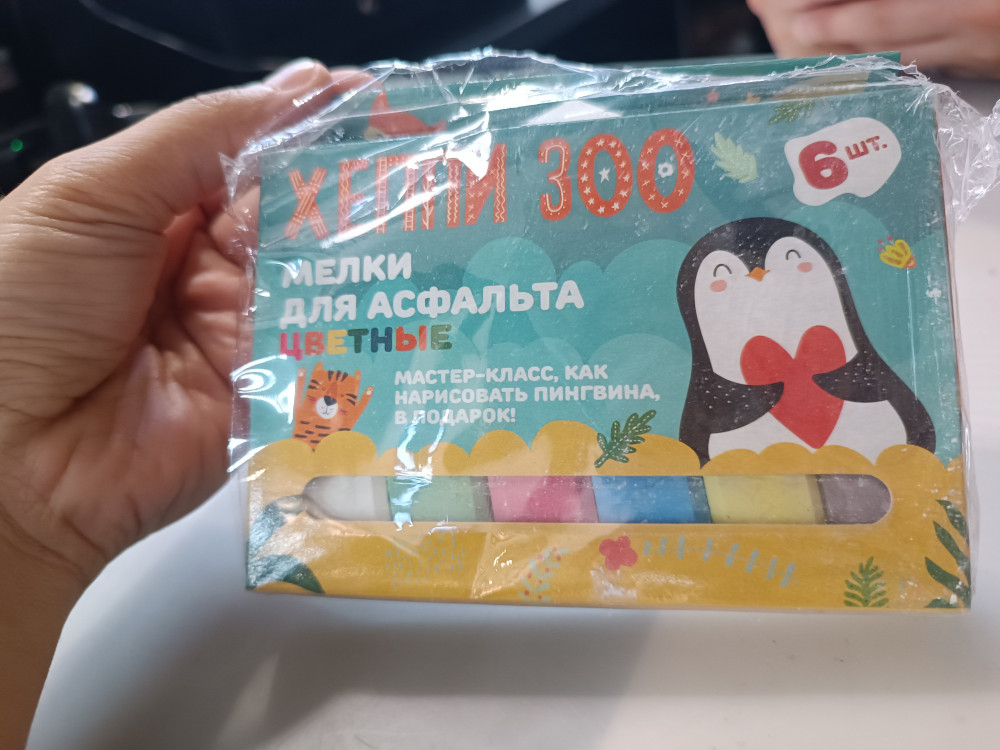 ХЕППИ ЗОО
6 шт.
МЕЛКИ
ДЛЯ АСФАЛЬТА
ЦВЕТНЫЕ
МАСТЕР-КЛАСС, КАК
НАРИСОВАТЬ ПИНГВИНА,
В ПОДАРОК!